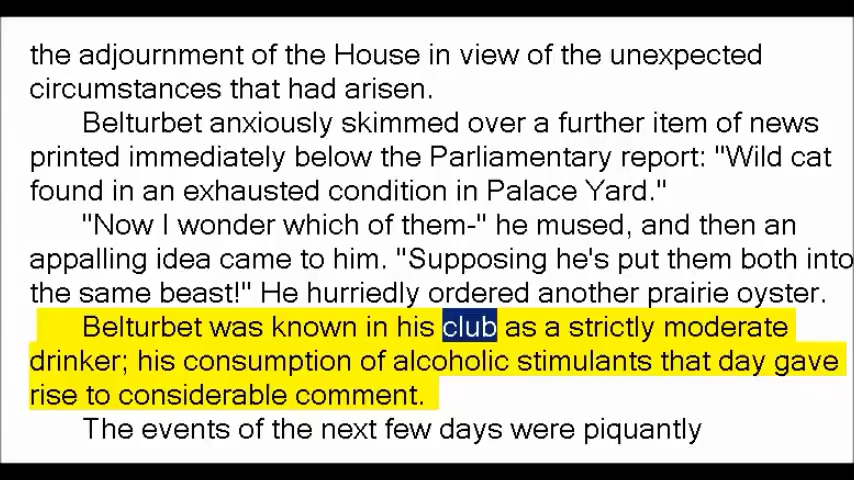 the adjournment of the House in view of the unexpected
circumstances that had arisen.
Belturbet anxiously skimmed over a further item of news
printed immediately below the Parliamentary report: "Wild cat
found in an exhausted condition in Palace Yard."
"Now I wonder which of them-" he mused, and then an
appalling idea came to him. "Supposing he's put them both into
the same beast!" He hurriedly ordered another prairie oyster.
Belturbet was known in his club as a strictly moderate
drinker; his consumption of alcoholic stimulants that day gave
rise to considerable comment.
The events of the next few days were piquantly